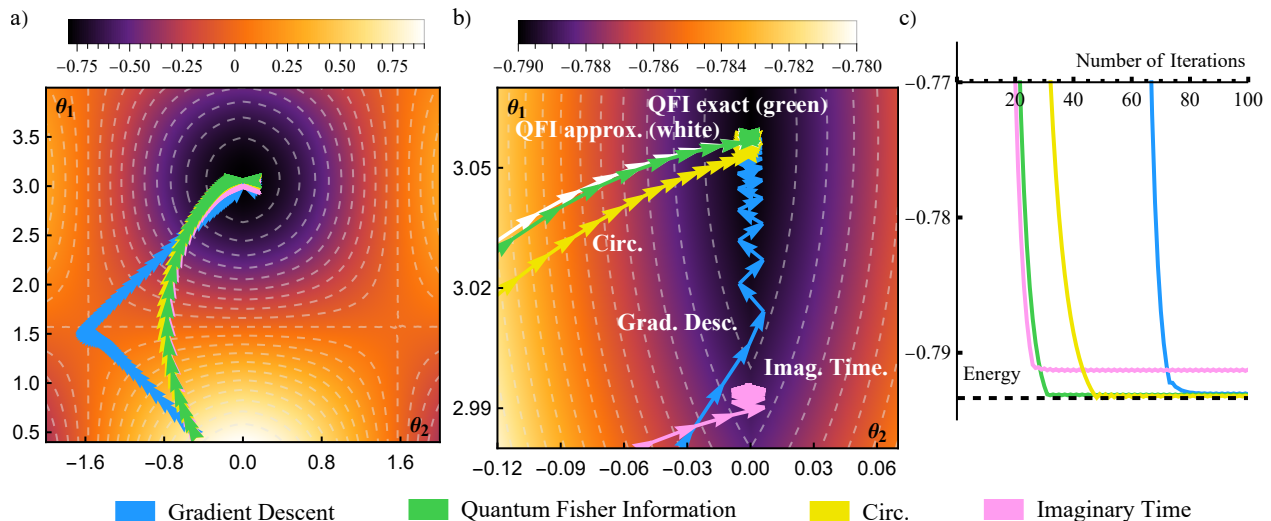 a)
−0.75 −0.50 −0.25 0 0.25 0.50 0.75
θ1
3.5
3.0
2.5
2.0
1.5
1.0
0.5
0.4
θ2
−1.6 −0.8 0.0 0.8 1.6
b)
−0.790 −0.788 −0.786 −0.784 −0.782 −0.780
θ1
QFI exact (green)
QFI approx. (white)
3.05
Circ.
3.02
Grad. Desc.
Imag. Time.
2.99
θ2
−0.12 −0.09 −0.06 −0.03 0.00 0.03 0.06
c)
Number of Iterations
−0.77
20 40 60 80 100
−0.78
−0.79
Energy
Gradient Descent Quantum Fisher Information Circ. Imaginary Time